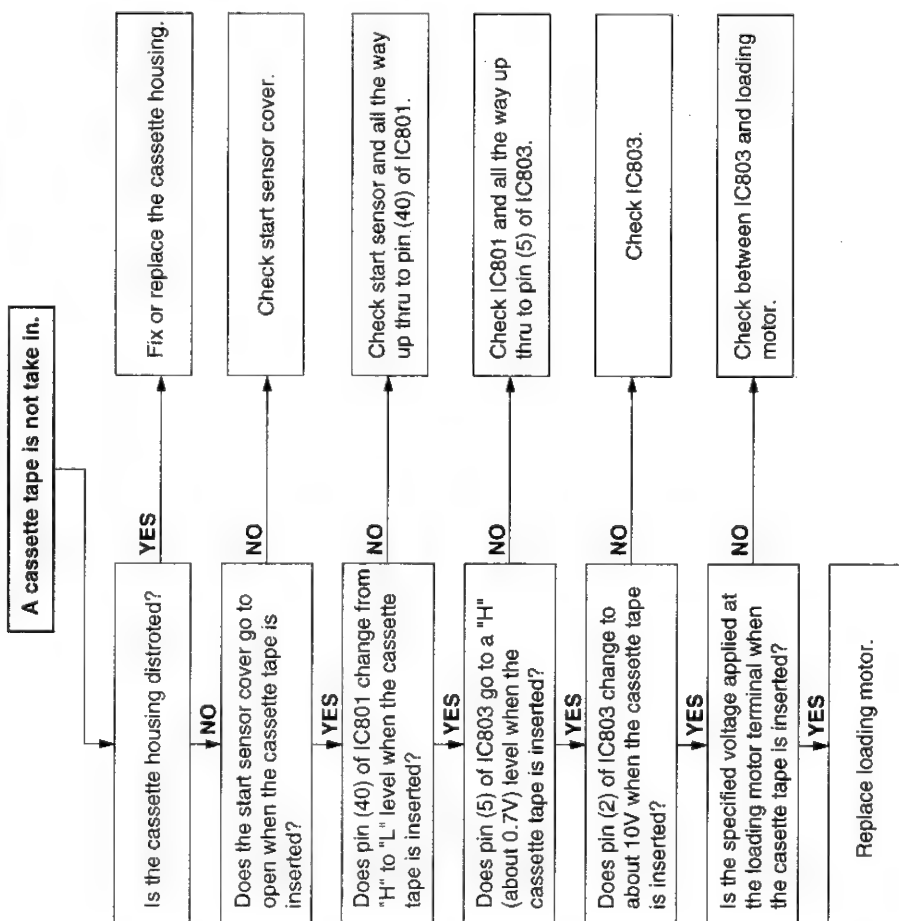 A cassette tape is not take in.
Is the cassette housing distroted?
YES
Fix or replace the cassette housing.
NO
Does the start sensor cover go to
open when the cassette tape is
inserted?
NO
Check start sensor cover.
YES
Does pin (40) of IC801 change from
"H" to "L" level when the cassette
tape is inserted?
NO
Check start sensor and all the way
up thru to pin (40) of IC801.
YES
Does pin (5) of IC803 go to a "H"
(about 0.7V) level when the
cassette tape is inserted?
NO
Check IC801 and all the way up
thru to pin (5) of IC803.
YES
Does pin (2) of IC803 change to
about 10V when the cassette tape
is inserted?
NO
Check IC803.
YES
Is the specified voltage applied at
the loading motor terminal when
the casette tape is inserted?
NO
Check between IC803 and loading
motor.
YES
Replace loading motor.